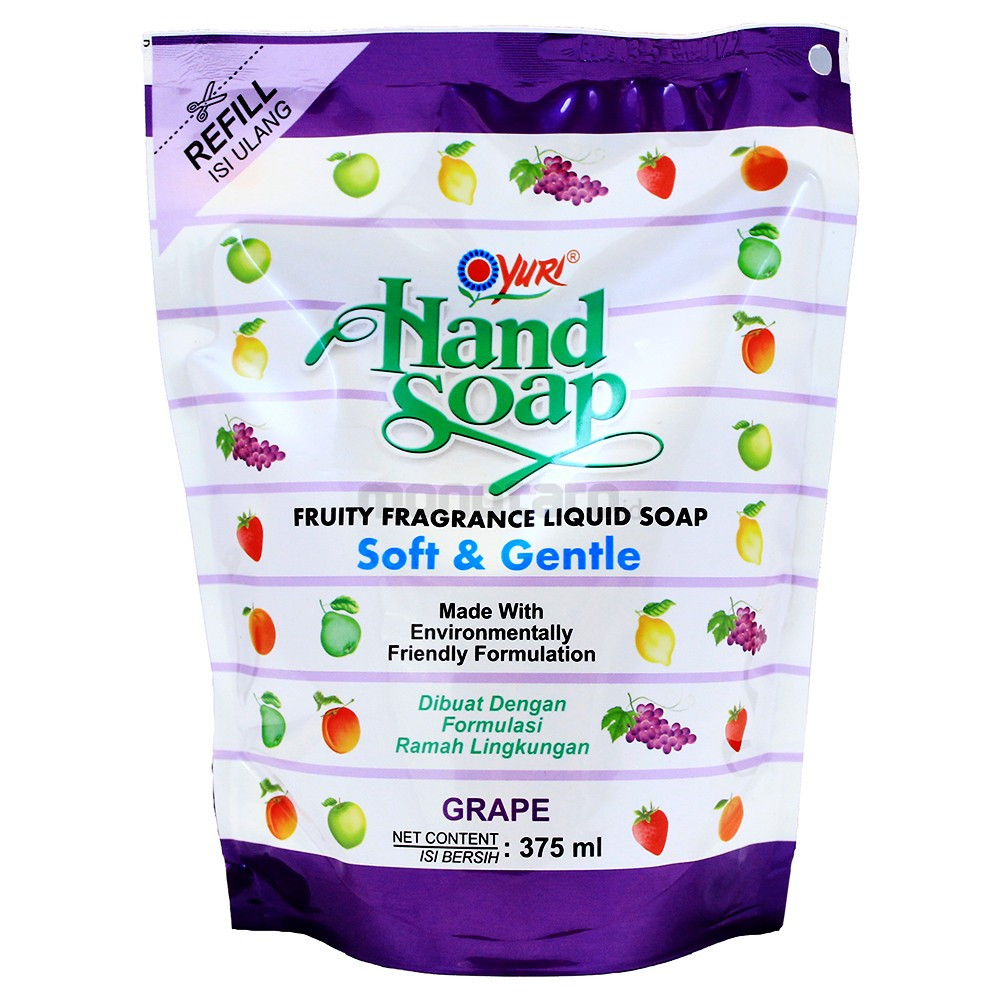 REFILL
ISI ULANG
YURI®
Hand
Soap
FRUITY FRAGRANCE LIQUID SOAP
Soft & Gentle
Made With
Environmentally
Friendly Formulation
Dibuat Dengan
Formulasi
Ramah Lingkungan
GRAPE
NET CONTENT
ISI BERSIH : 375 ml